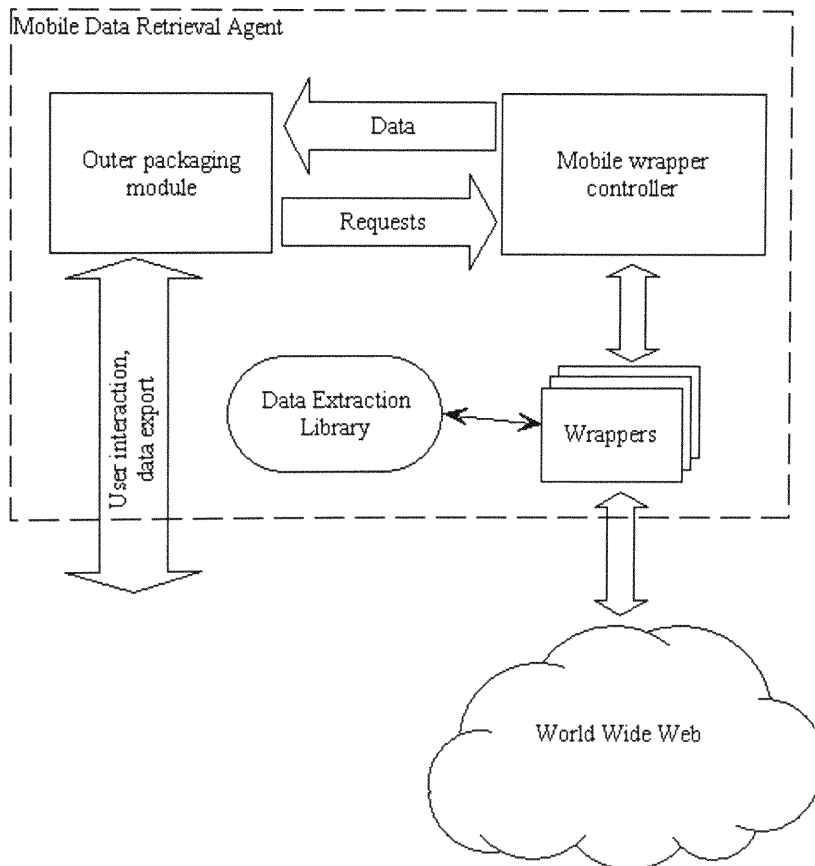 Mobile Data Retrieval Agent
Outer packaging
module
Data
Requests
Mobile wrapper
controller
User interaction,
data export
Data Extraction
Library
Wrappers
World Wide Web